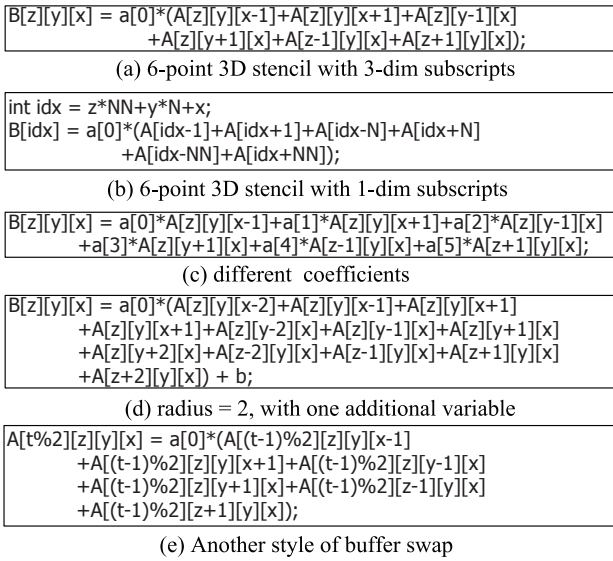 B[z][y][x] = a[0]*(A[z][y][x-1]+A[z][y][x+1]+A[z][y-1][x]
+A[z][y+1][x]+A[z-1][y][x]+A[z+1][y][x]);
(a) 6-point 3D stencil with 3-dim subscripts
int idx = z*NN+y*N+x;
B[idx] = a[0]*(A[idx-1]+A[idx+1]+A[idx-N]+A[idx+N]
+A[idx-NN]+A[idx+NN]);
(b) 6-point 3D stencil with 1-dim subscripts
B[z][y][x] = a[0]*A[z][y][x-1]+a[1]*A[z][y][x+1]+a[2]*A[z][y-1][x]
+a[3]*A[z][y+1][x]+a[4]*A[z-1][y][x]+a[5]*A[z+1][y][x];
(c) different coefficients
B[z][y][x] = a[0]*(A[z][y][x-2]+A[z][y][x-1]+A[z][y][x+1]
+A[z][y][x+1]+A[z][y-2][x]+A[z][y-1][x]+A[z][y+1][x]
+A[z][y+2][x]+A[z-2][y][x]+A[z-1][y][x]+A[z+1][y][x]
+A[z+2][y][x]) + b;
(d) radius = 2, with one additional variable
A[t%2][z][y][x] = a[0]*(A[(t-1)%2][z][y][x-1]
+A[(t-1)%2][z][y][x+1]+A[(t-1)%2][z][y-1][x]
+A[(t-1)%2][z][y+1][x]+A[(t-1)%2][z-1][y][x]
+A[(t-1)%2][z+1][y][x]);
(e) Another style of buffer swap